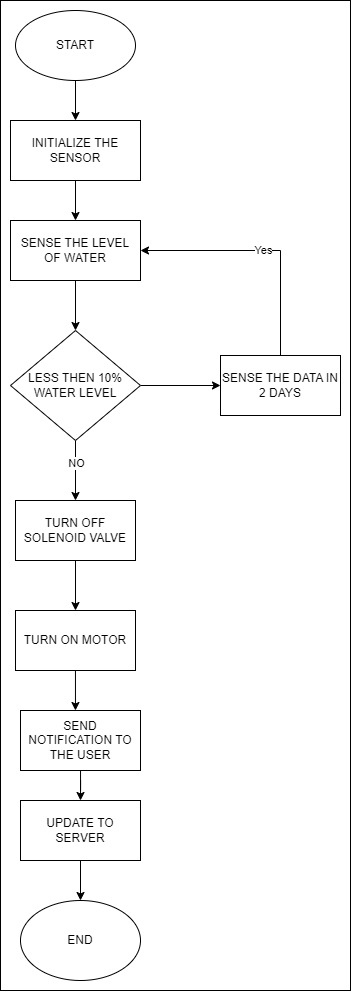 START
INITIALIZE THE
SENSOR
SENSE THE LEVEL
OF WATER
Yes
LESS THEN 10%
WATER LEVEL
SENSE THE DATA IN
2 DAYS
NO
TURN OFF
SOLENOID VALVE
TURN ON MOTOR
SEND
NOTIFICATION TO
THE USER
UPDATE TO
SERVER
END